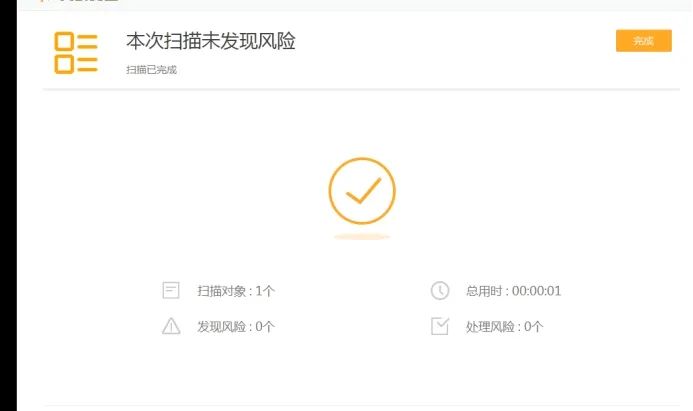 本次扫描未发现风险
完成
扫描已完成
扫描对象 : 1个
总用时 : 00:00:01
发现风险 : 0个
处理风险 : 0个